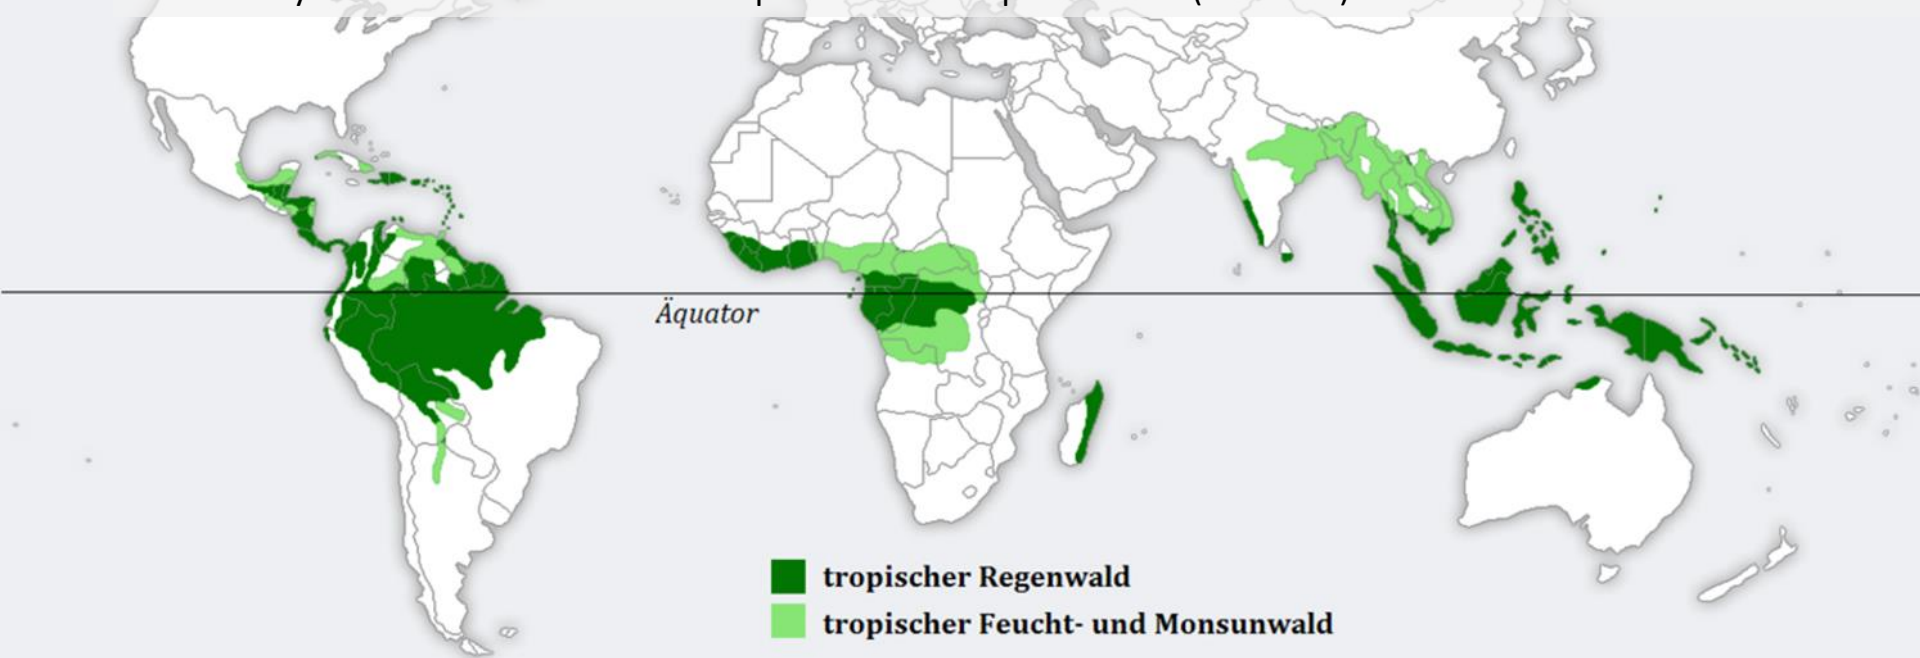 Äquator
tropischer Regenwald
tropischer Feucht- und Monsunwald